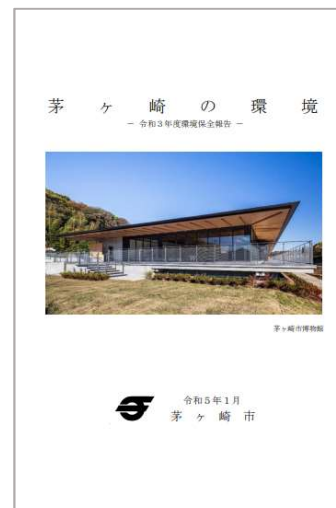 茅ヶ崎の環境
－ 令和3年度環境保全報告 －
茅ヶ崎市博物館
令和5年1月
茅ヶ崎市